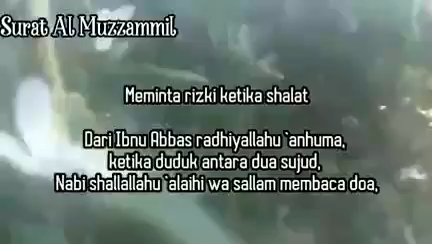 Surat Al Muzzammil
Meminta rizki ketika shalat
Dari Ibnu Abbas radhiyallahu `anhuma,
ketika duduk antara dua sujud,
Nabi shallallahu `alaihi wa sallam membaca doa,